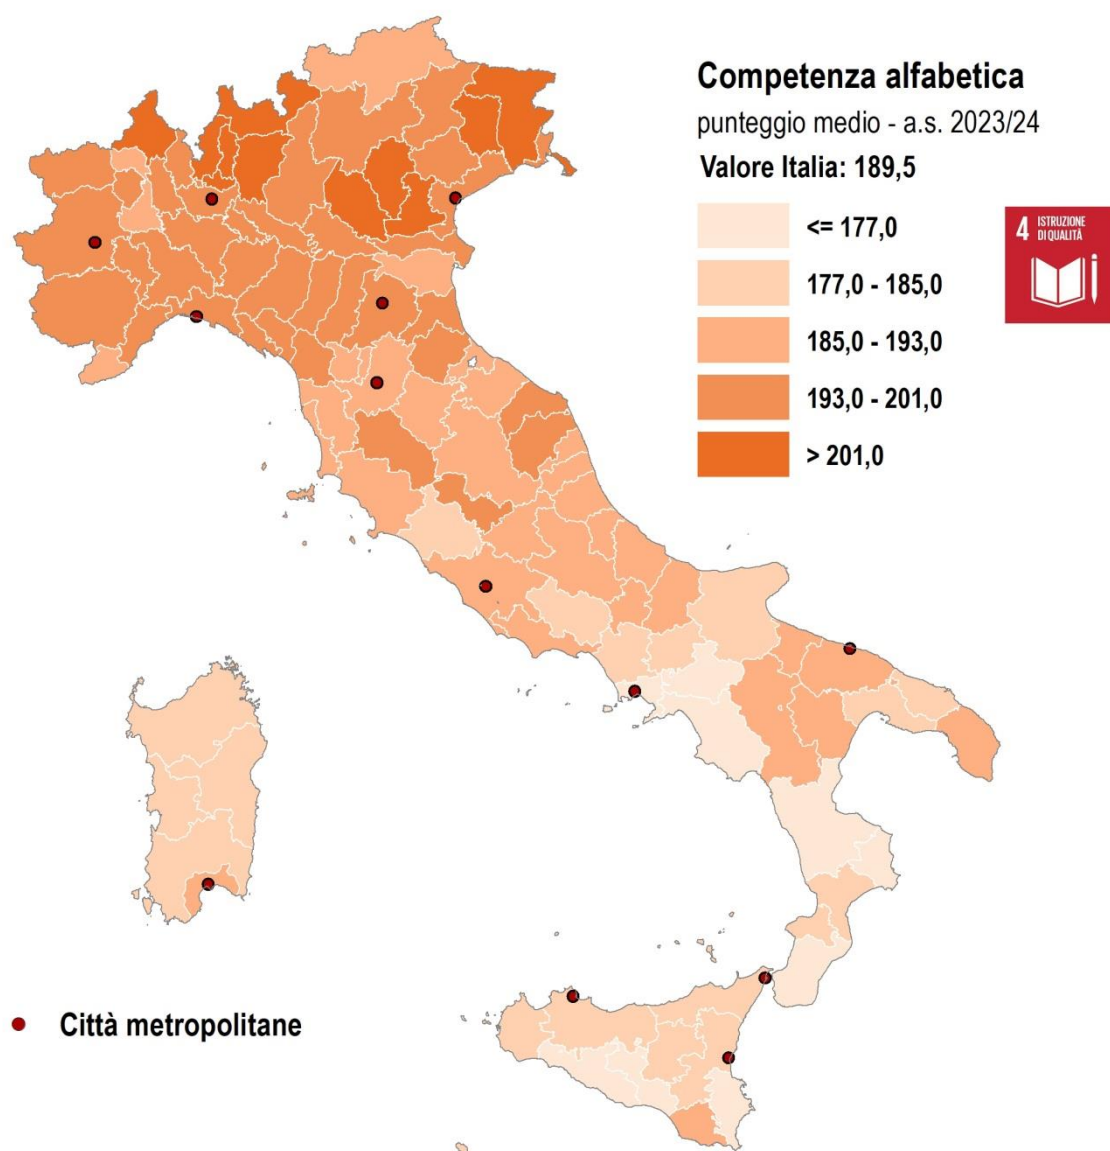 Competenza alfabetica
punteggio medio - a.s. 2023/24
Valore Italia: 189,5
<= 177,0
177,0 - 185,0
185,0 - 193,0
193,0 - 201,0
> 201,0
4 ISTRUZIONE
DI QUALITÀ
Città metropolitane